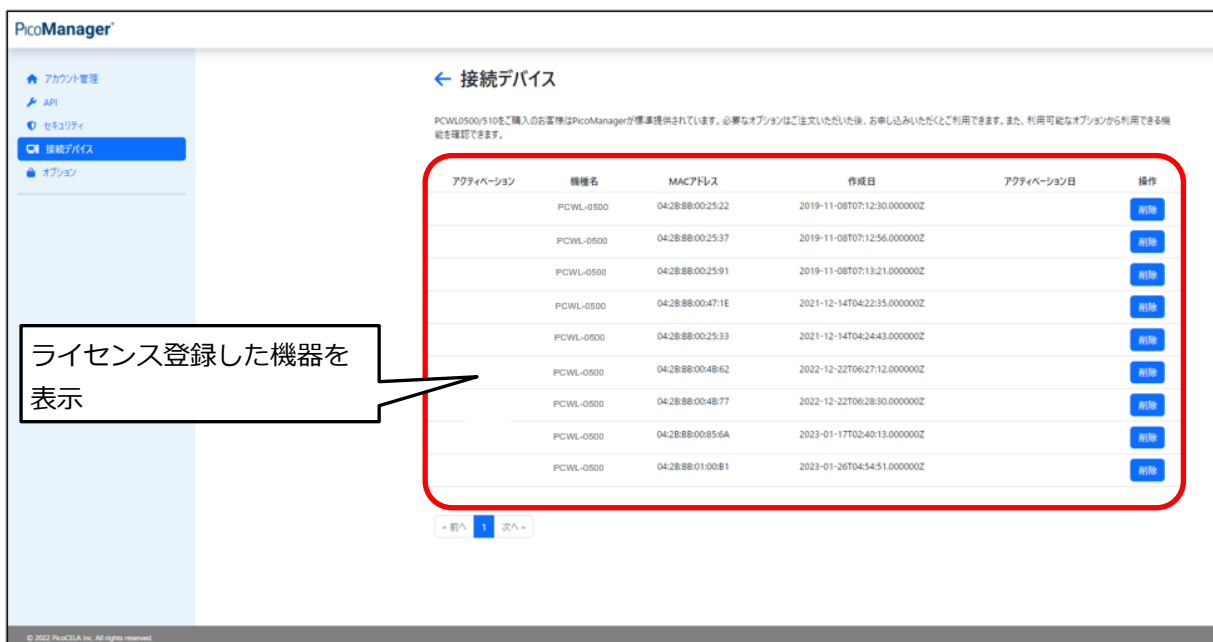 PicoManager®
アカウント管理
API
セキュリティ
接続デバイス
オプション
← 接続デバイス
PCWL0500/510をご購入のお客様はPicoManagerが標準提供されています。必要なオプションはご注文いただいた後、お申し込みいただくとご利用できます。また、利用可能なオプションから利用できる機
能を確認できます。
アクティベーション 機種名 MACアドレス 作成日 アクティベーション日 操作
PCWL-0500 04:2B:BB:00:25:22 2019-11-08T07:12:30.000000Z 削除
PCWL-0500 04:2B:BB:00:25:37 2019-11-08T07:12:56.000000Z 削除
PCWL-0500 04:2B:BB:00:25:91 2019-11-08T07:13:21.000000Z 削除
PCWL-0500 04:2B:BB:00:47:1E 2021-12-14T04:22:35.000000Z 削除
PCWL-0500 04:2B:BB:00:25:33 2021-12-14T04:24:43.000000Z 削除
PCWL-0500 04:2B:BB:00:4B:62 2022-12-22T06:27:12.000000Z 削除
PCWL-0500 04:2B:BB:00:4B:77 2022-12-22T06:28:30.000000Z 削除
PCWL-0500 04:2B:BB:00:85:6A 2023-01-17T02:40:13.000000Z 削除
PCWL-0500 04:2B:BB:01:00:B1 2023-01-26T04:54:51.000000Z 削除
ライセンス登録した機器を
表示
« 前へ 1 次へ »
© 2022 PicoCELA Inc. All rights reserved.